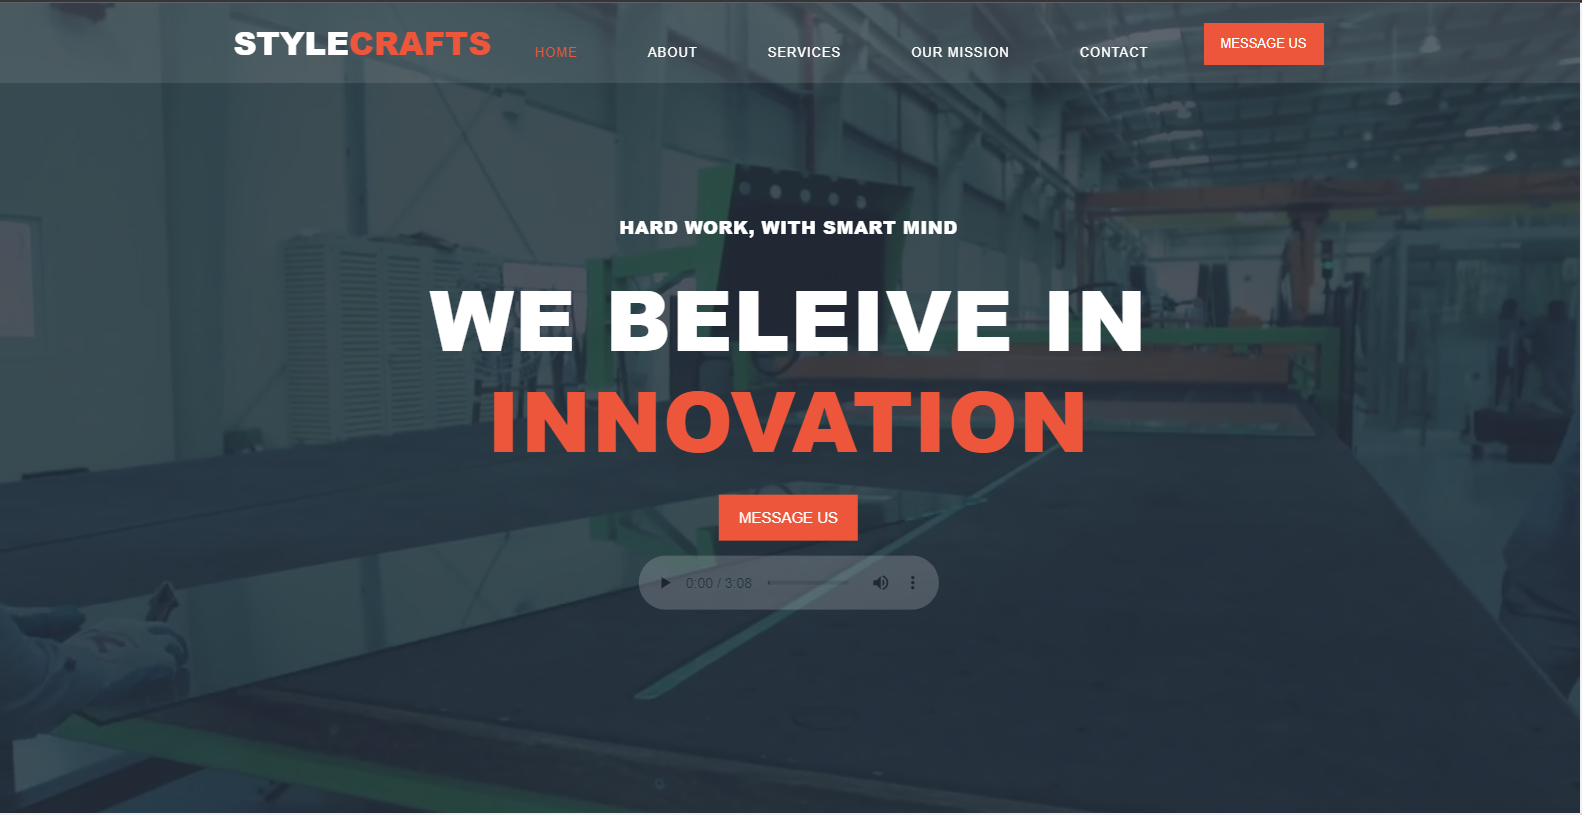 STYLECRAFTS HOME ABOUT SERVICES OUR MISSION CONTACT MESSAGE US
HARD WORK, WITH SMART MIND
WE BELEIVE IN
INNOVATION
MESSAGE US
0:00 / 3:08